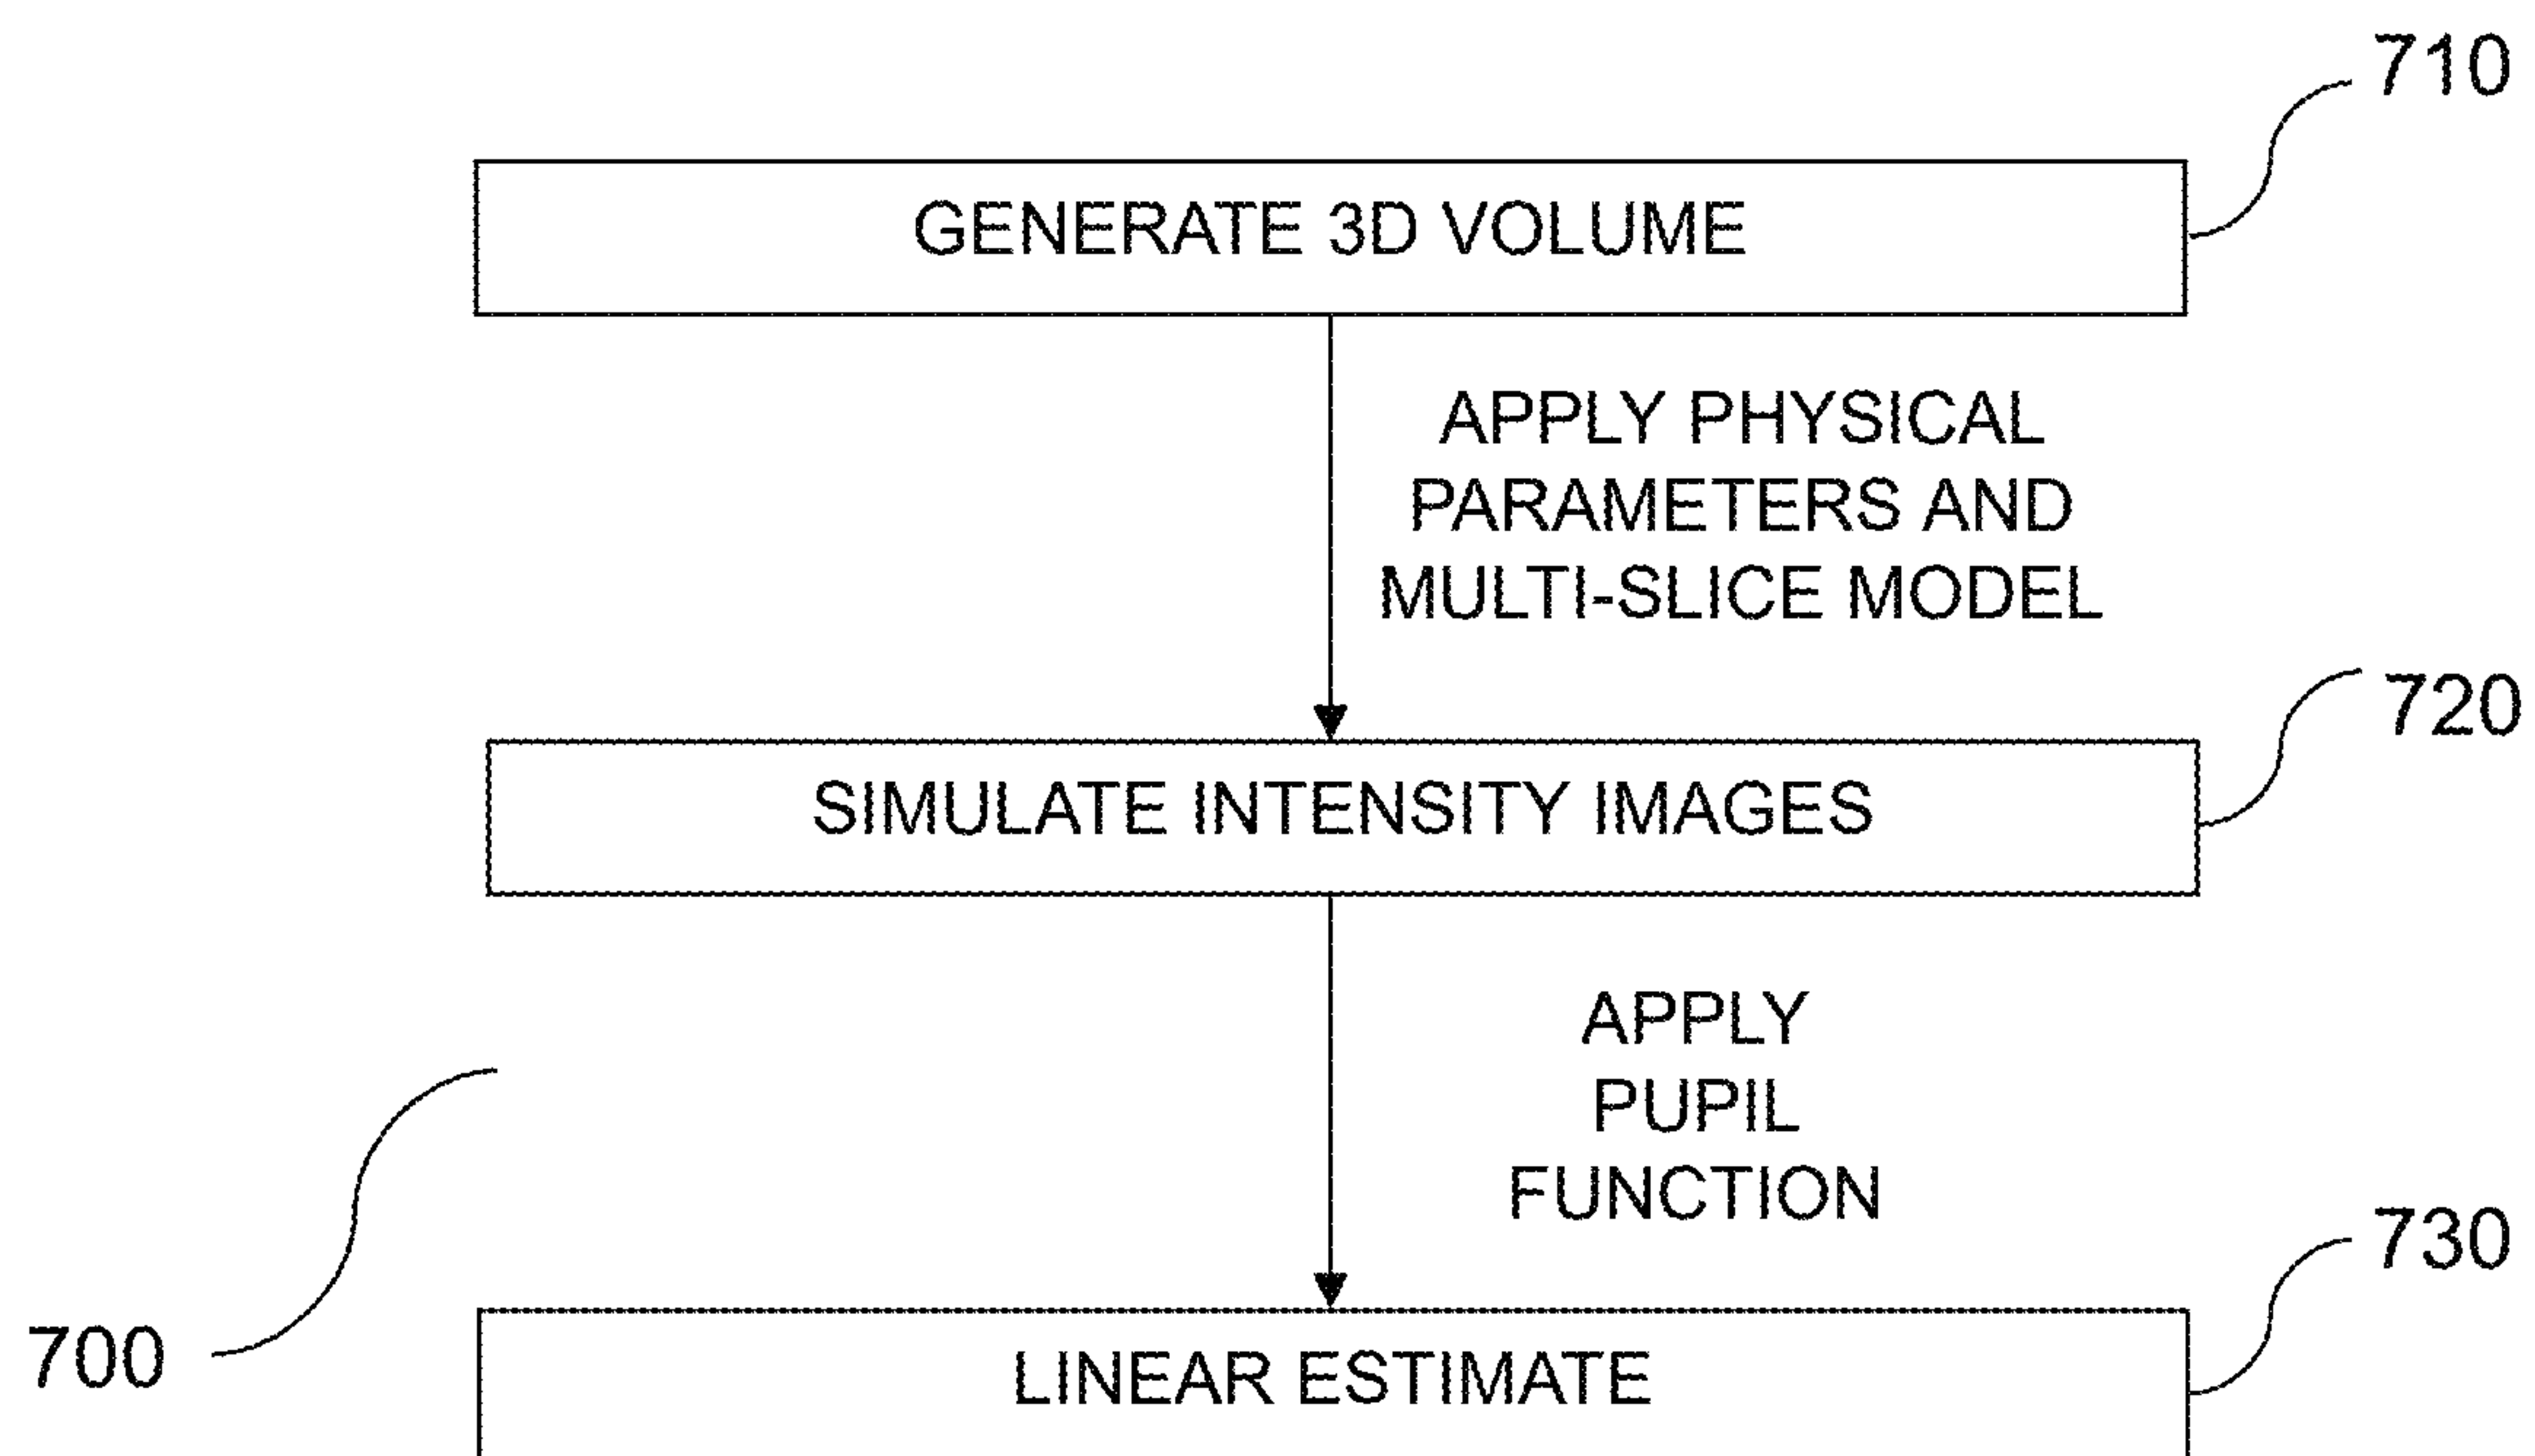 710
GENERATE 3D VOLUME
APPLY PHYSICAL
PARAMETERS AND
MULTI-SLICE MODEL
720
SIMULATE INTENSITY IMAGES
APPLY
PUPIL
FUNCTION
730
700
LINEAR ESTIMATE